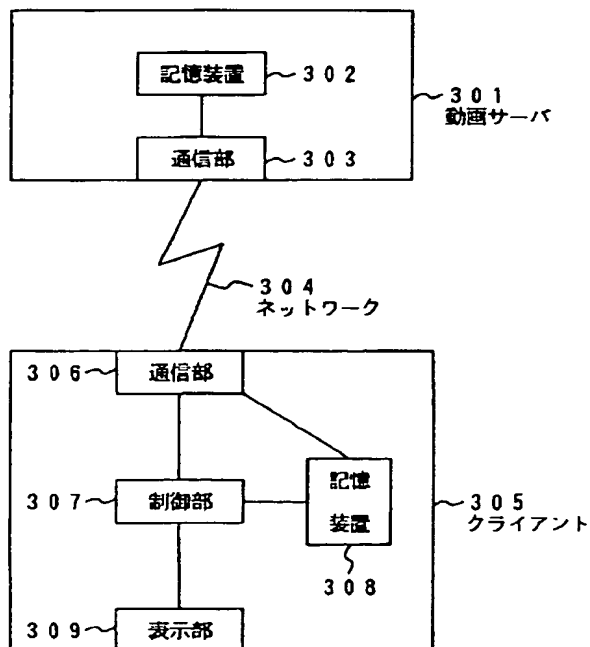 記憶装置
302
301
動画サーバ
通信部
303
304
ネットワーク
306
通信部
307
制御部
記憶
装置
305
クライアント
308
309
表示部